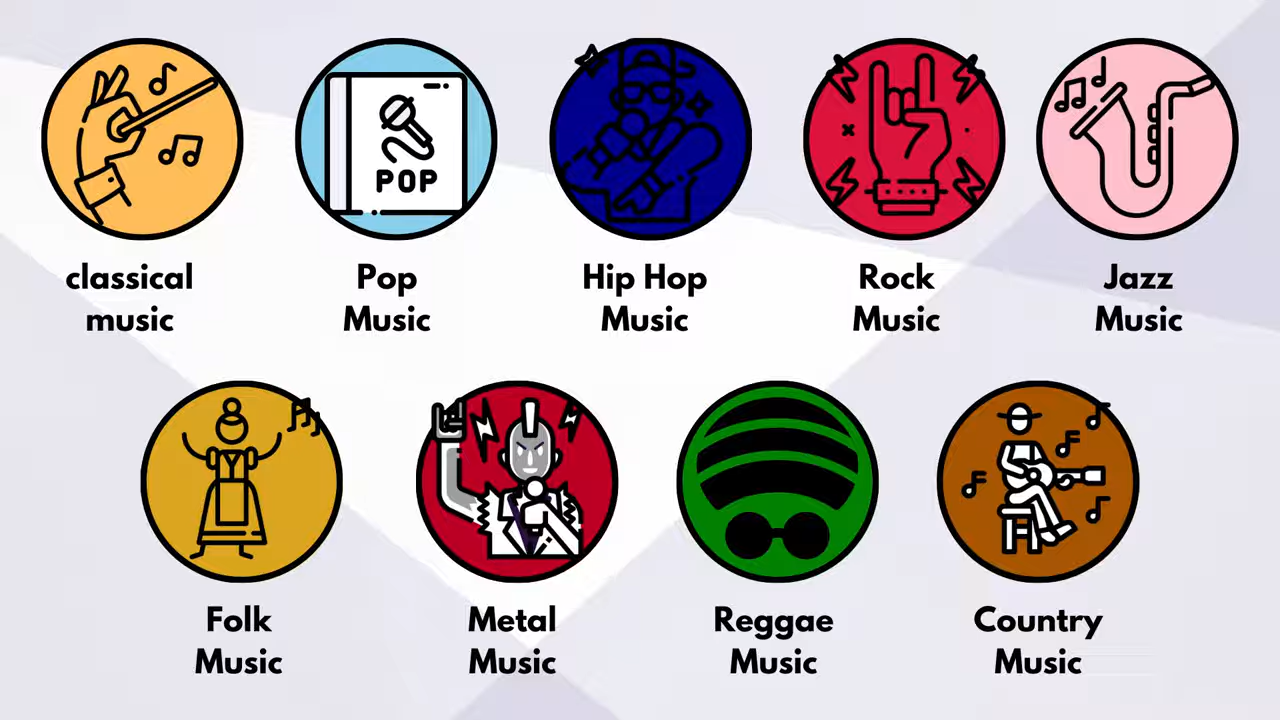 POP
classical
music
Pop
Music
Hip Hop
Music
Rock
Music
Jazz
Music
Folk
Music
Metal
Music
Reggae
Music
Country
Music